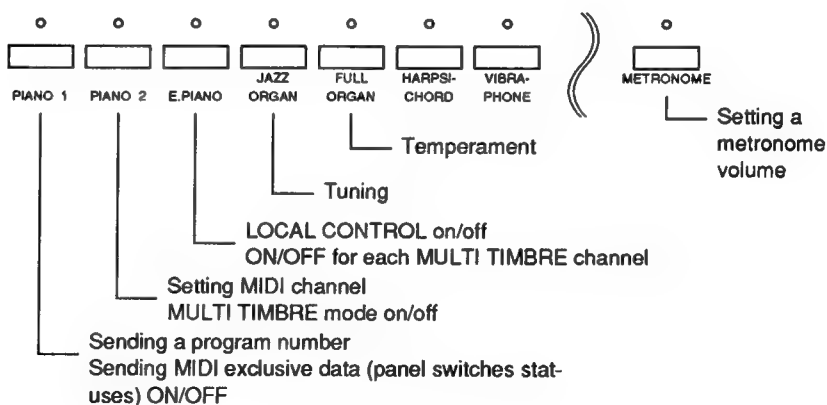 PIANO 1 PIANO 2 E.PIANO JAZZ ORGAN FULL ORGAN HARPSI- CHORD VIBRA- PHONE METRONOME
Setting a
metronome
volume
Temperament
Tuning
LOCAL CONTROL on/off
ON/OFF for each MULTI TIMBRE channel
Setting MIDI channel
MULTI TIMBRE mode on/off
Sending a program number
Sending MIDI exclusive data (panel switches stat-
uses) ON/OFF